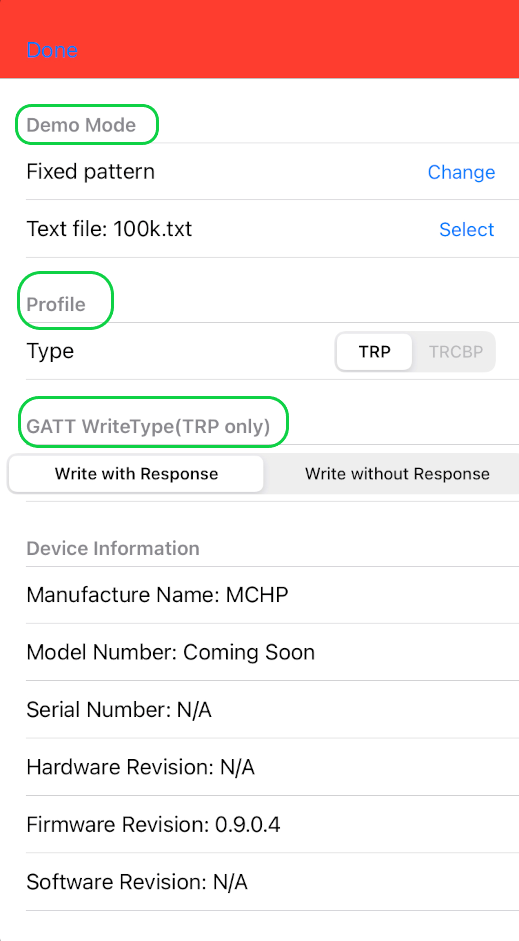 Done
Demo Mode
Fixed pattern Change
Text file: 100k.txt Select
Profile
Type TRP TRCBP
GATT WriteType(TRP only)
Write with Response Write without Response
Device Information
Manufacture Name: MCHP
Model Number: Coming Soon
Serial Number: N/A
Hardware Revision: N/A
Firmware Revision: 0.9.0.4
Software Revision: N/A